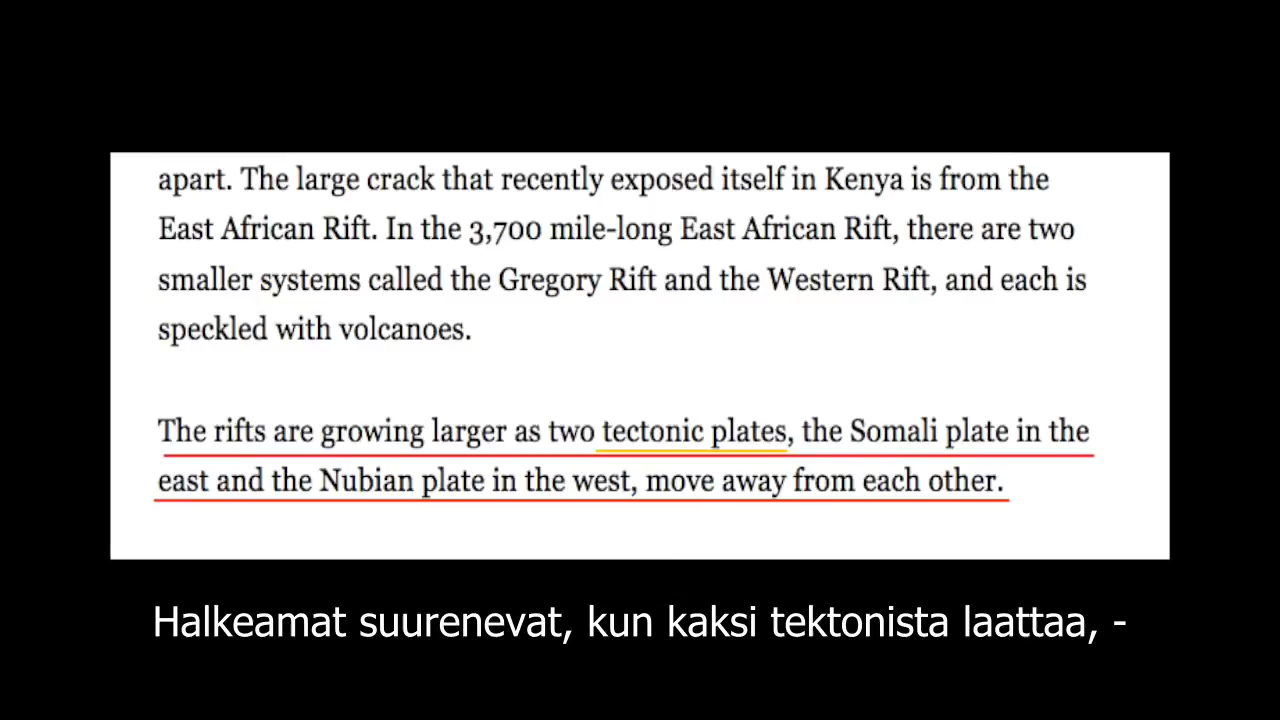 apart. The large crack that recently exposed itself in Kenya is from the
East African Rift. In the 3,700 mile-long East African Rift, there are two
smaller systems called the Gregory Rift and the Western Rift, and each is
speckled with volcanoes.
The rifts are growing larger as two tectonic plates, the Somali plate in the
east and the Nubian plate in the west, move away from each other.
Halkeamat suurenevat, kun kaksi tektonista laattaa, -